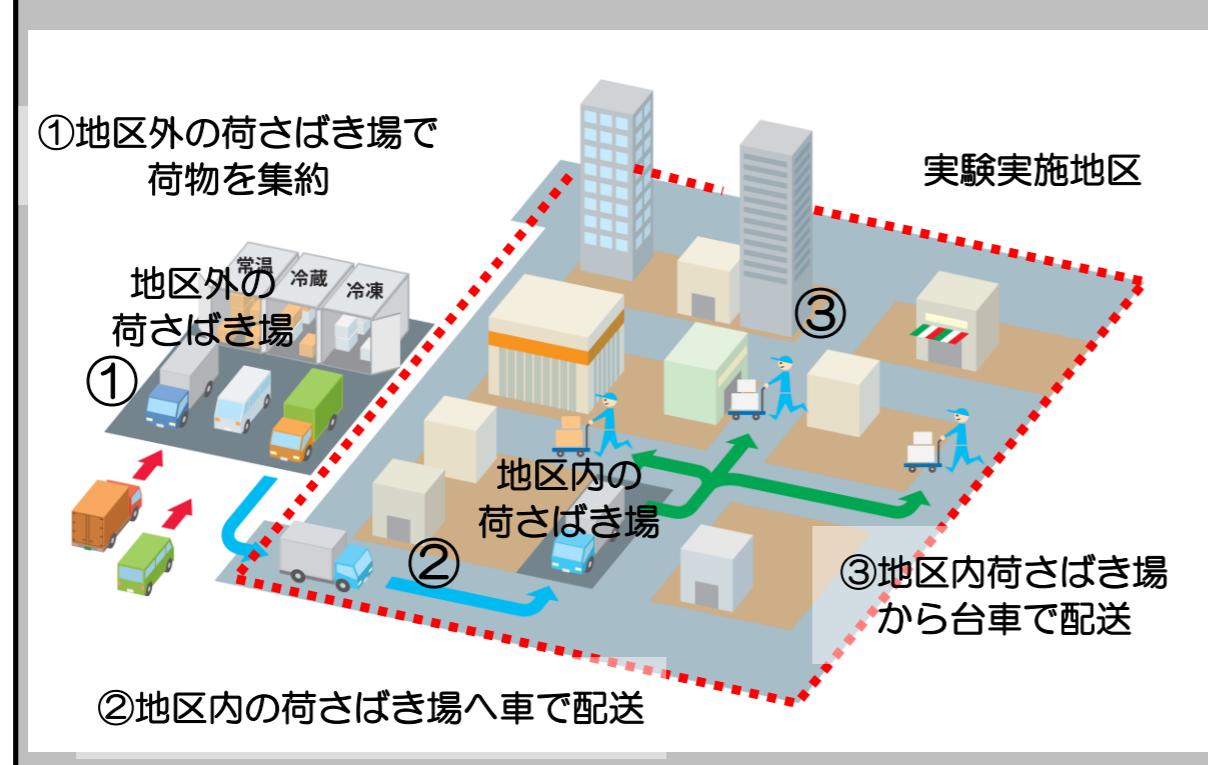 ①地区外の荷さばき場で
荷物を集約
実験実施地区
常温
冷蔵
冷凍
地区外の
荷さばき場
①
③
地区内の
荷さばき場
②
③地区内荷さばき場
から台車で配送
②地区内の荷さばき場へ車で配送